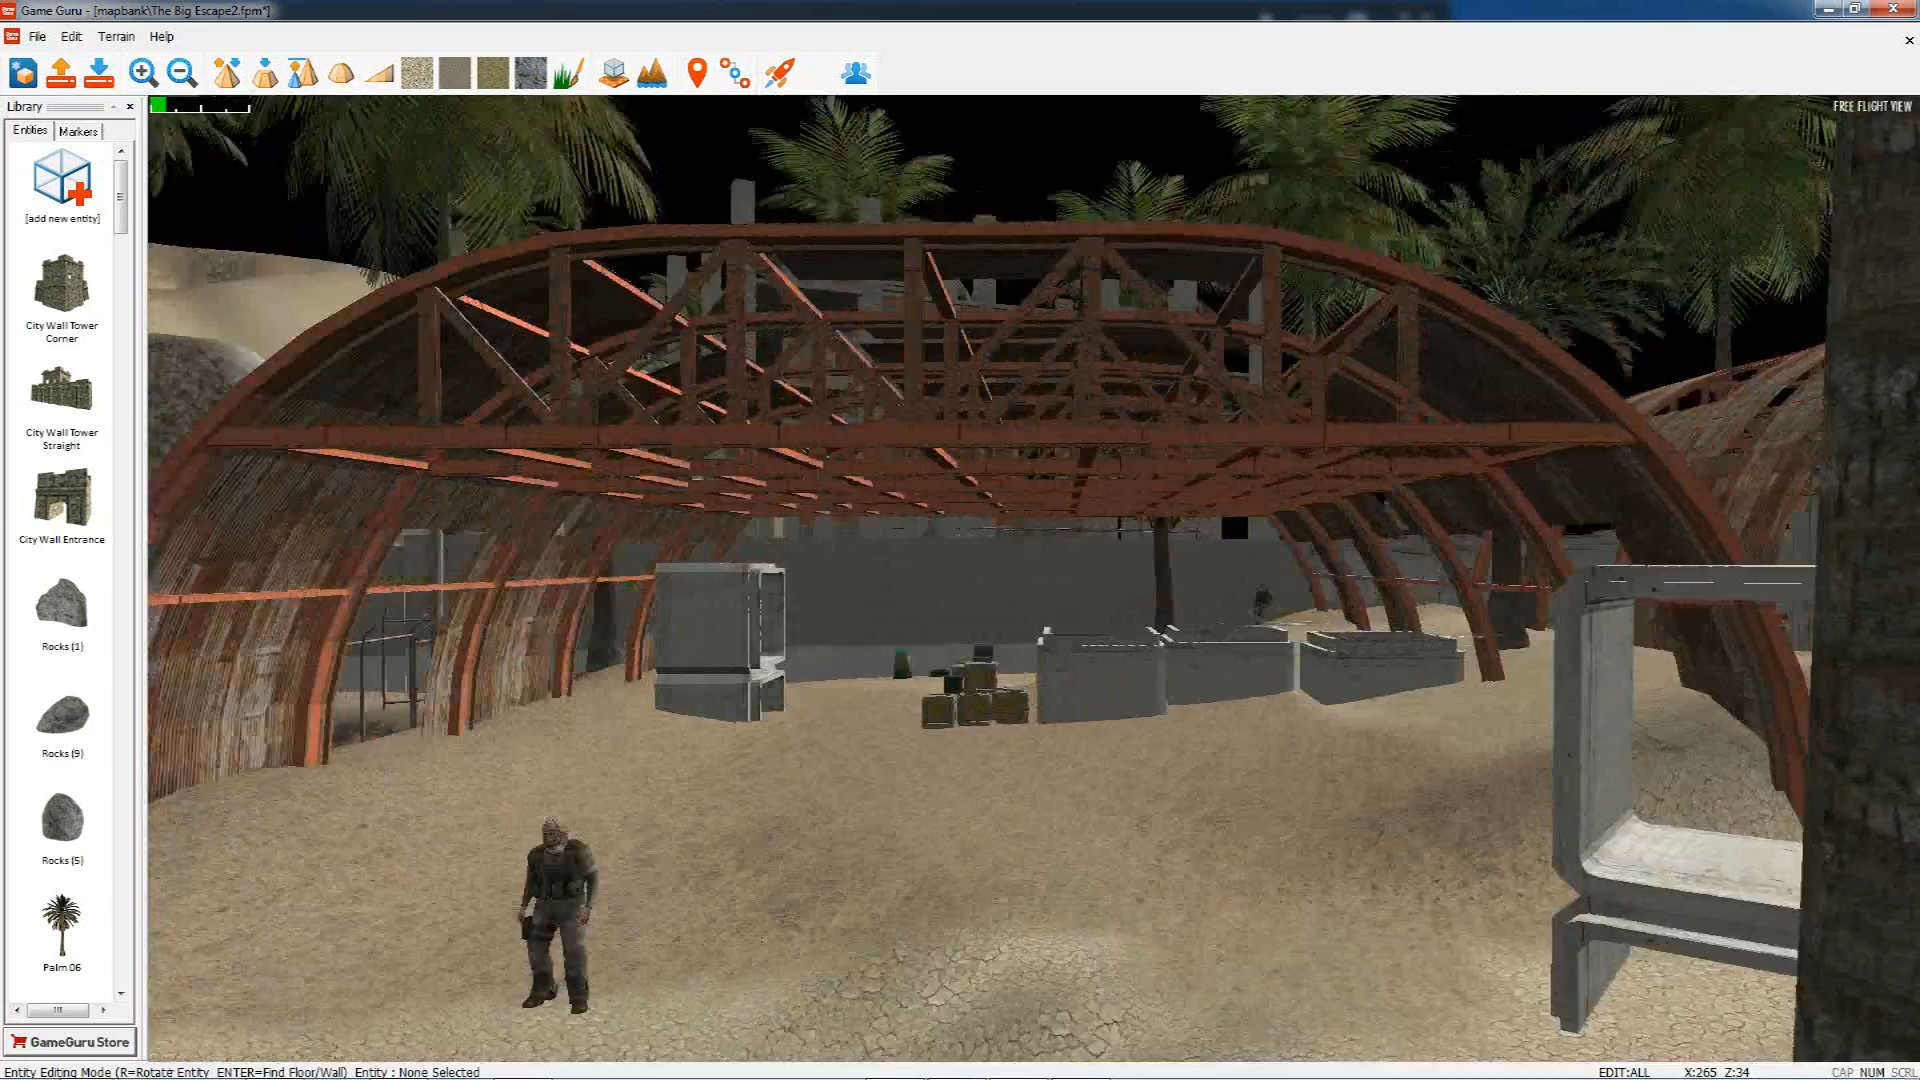 Game Guru - [mapbank\The Big Escape2.fpm*]
File Edit Terrain Help
Library
Entities Markers
FREE FLIGHT VIEW
[add new entity]
City Wall Tower
Corner
City Wall Tower
Straight
City Wall Entrance
Rocks (1)
Rocks (9)
Rocks (5)
Palm 06
GameGuru Store
Entity Editing Mode (R=Rotate Entity ENTER=Find Floor/Wall) Entity : None Selected
EDIT:ALL X:265 Z:34 CAP NUM SCRL